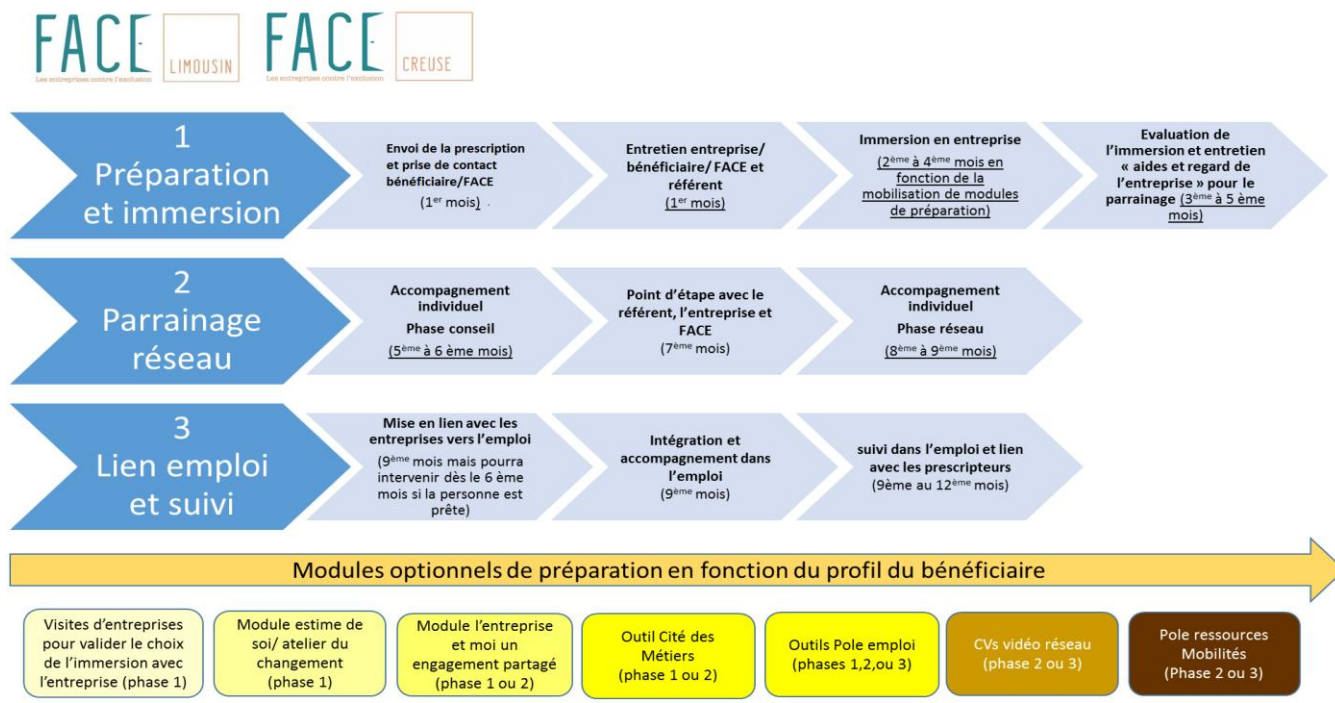 FACE
Les entreprises contre l'exclusion
LIMOUSIN
FACE
Les entreprises contre l'exclusion
CREUSE
1
Préparation
et immersion
Envoi de la prescription
et prise de contact
bénéficiaire/FACE
(1er mois) .
Entretien entreprise/
bénéficiaire/ FACE et
référent
(1er mois)
Immersion en entreprise
(2ème à 4ème mois en
fonction de la
mobilisation de modules
de préparation)
Evaluation de
l'immersion et entretien
« aides et regard de
l'entreprise » pour le
parrainage (3ème à 5 ème
mois)
2
Parrainage
réseau
Accompagnement
individuel
Phase conseil
(5ème à 6 ème mois)
Point d'étape avec le
référent, l'entreprise et
FACE
(7ème mois)
Accompagnement
individuel
Phase réseau
(8ème à 9ème mois)
3
Lien emploi
et suivi
Mise en lien avec les
entreprises vers l'emploi
(9ème mois mais pourra
intervenir dès le 6 ème
mois si la personne est
prête)
Intégration et
accompagnement dans
l'emploi
(9ème mois)
suivi dans l'emploi et lien
avec les prescripteurs
(9ème au 12ème mois)
Modules optionnels de préparation en fonction du profil du bénéficiaire
Visites d'entreprises
pour valider le choix
de l'immersion avec
l'entreprise (phase 1)
Module estime de
soi/ atelier du
changement
(phase 1)
Module l'entreprise
et moi un
engagement partagé
(phase 1 ou 2)
Outil Cité des
Métiers
(phase 1 ou 2)
Outils Pole emploi
(phases 1,2,ou 3)
CVs vidéo réseau
(phase 2 ou 3)
Pole ressources
Mobilités
(Phase 2 ou 3)